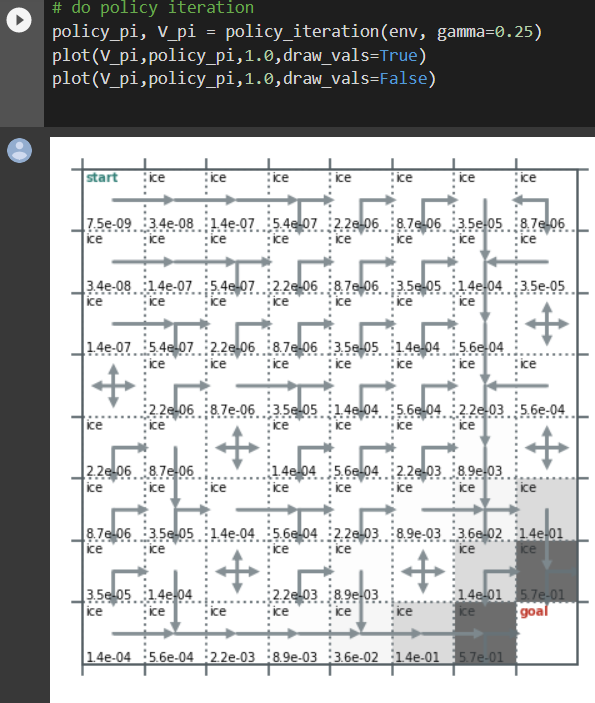 # do policy iteration
policy_pi, V_pi = policy_iteration(env, gamma=0.25)
plot(V_pi,policy_pi,1.0,draw_vals=True)
plot(V_pi,policy_pi,1.0,draw_vals=False)
start ice ice ice ice ice ice ice
7.5e-09 3.4e-08 1.4e-07 5.4e-07 2.2e-06 8.7e-06 3.5e-05 8.7e-06
ice ice ice ice ice ice ice ice
3.4e-08 1.4e-07 5.4e-07 2.2e-06 8.7e-06 3.5e-05 1.4e-04 3.5e-05
ice ice ice ice ice ice ice
1.4e-07 5.4e-07 2.2e-06 8.7e-06 3.5e-05 1.4e-04 5.6e-04
ice ice ice ice ice ice ice
2.2e-06 8.7e-06 3.5e-05 1.4e-04 5.6e-04 2.2e-03 5.6e-04
ice ice ice ice ice ice
2.2e-06 8.7e-06 1.4e-04 5.6e-04 2.2e-03 8.9e-03
ice ice ice ice ice ice ice ice
8.7e-06 3.5e-05 1.4e-04 5.6e-04 2.2e-03 8.9e-03 3.6e-02 1.4e-01
ice ice ice ice ice ice
3.5e-05 1.4e-04 2.2e-03 8.9e-03 1.4e-01 5.7e-01
ice ice ice ice ice ice ice goal
1.4e-04 5.6e-04 2.2e-03 8.9e-03 3.6e-02 1.4e-01 5.7e-01